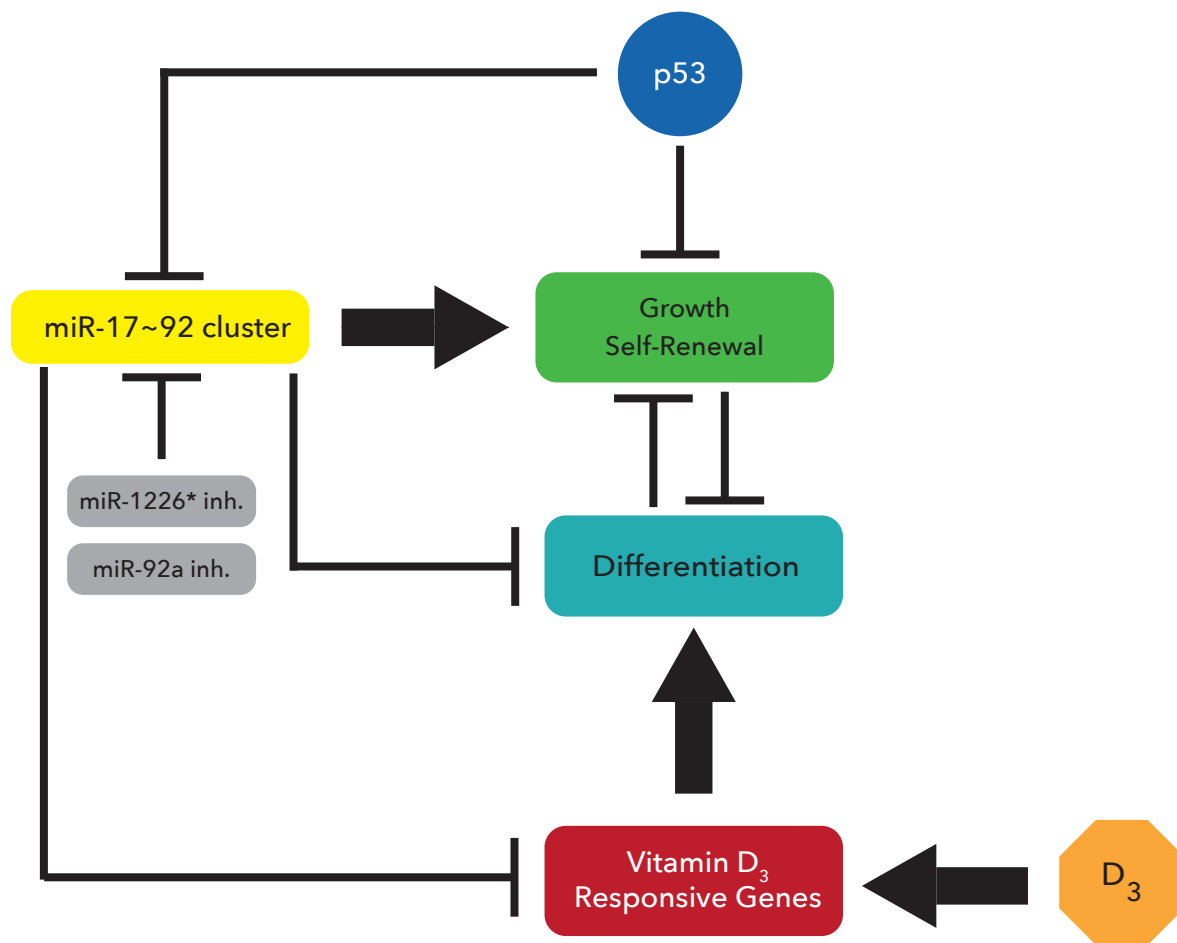 p53
miR-17~92 cluster
Growth
Self-Renewal
miR-1226* inh.
miR-92a inh.
Differentiation
Vitamin D₃
Responsive Genes
D₃